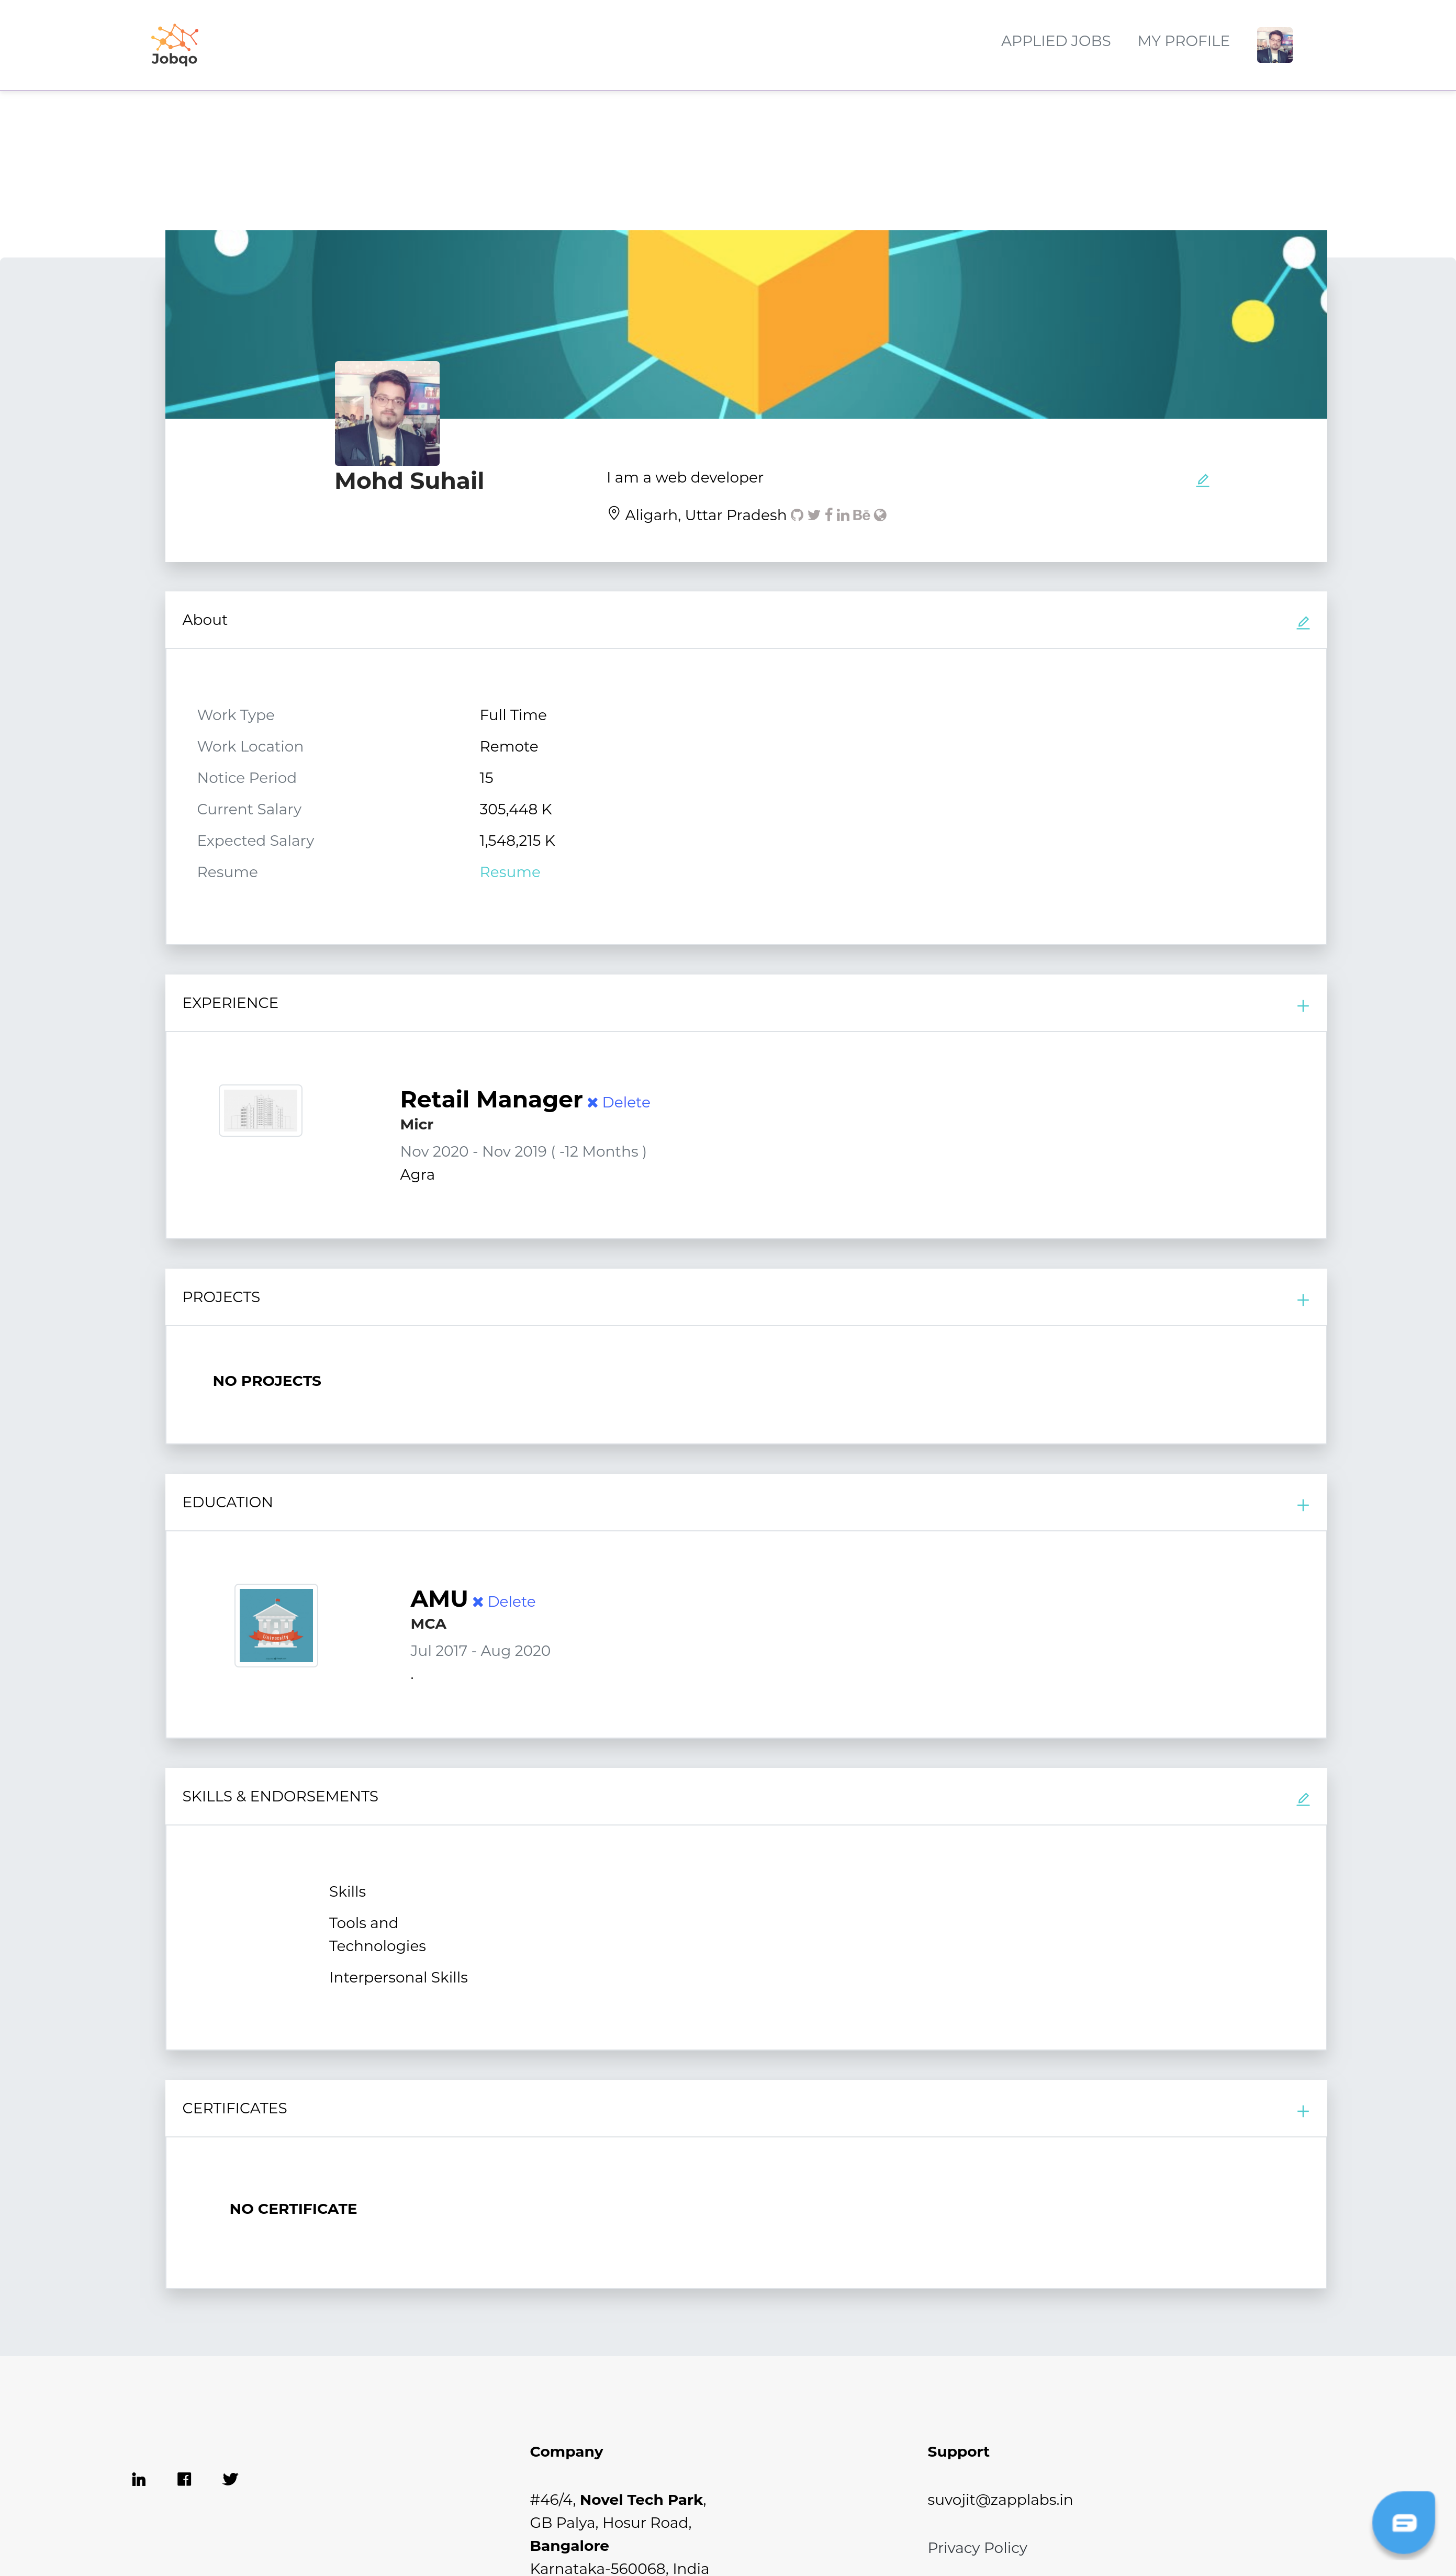 Jobqo
APPLIED JOBS
MY PROFILE
Mohd Suhail
I am a web developer
Aligarh, Uttar Pradesh
About
Work Type Full Time
Work Location Remote
Notice Period 15
Current Salary 305,448 K
Expected Salary 1,548,215 K
Resume Resume
EXPERIENCE
Retail Manager ✖ Delete
Micr
Nov 2020 - Nov 2019 ( -12 Months )
Agra
PROJECTS
NO PROJECTS
EDUCATION
University
AMU ✖ Delete
MCA
Jul 2017 - Aug 2020
.
SKILLS & ENDORSEMENTS
Skills
Tools and
Technologies
Interpersonal Skills
CERTIFICATES
NO CERTIFICATE
Company
#46/4, Novel Tech Park,
GB Palya, Hosur Road,
Bangalore
Karnataka-560068, India
Support
suvojit@zapplabs.in
Privacy Policy